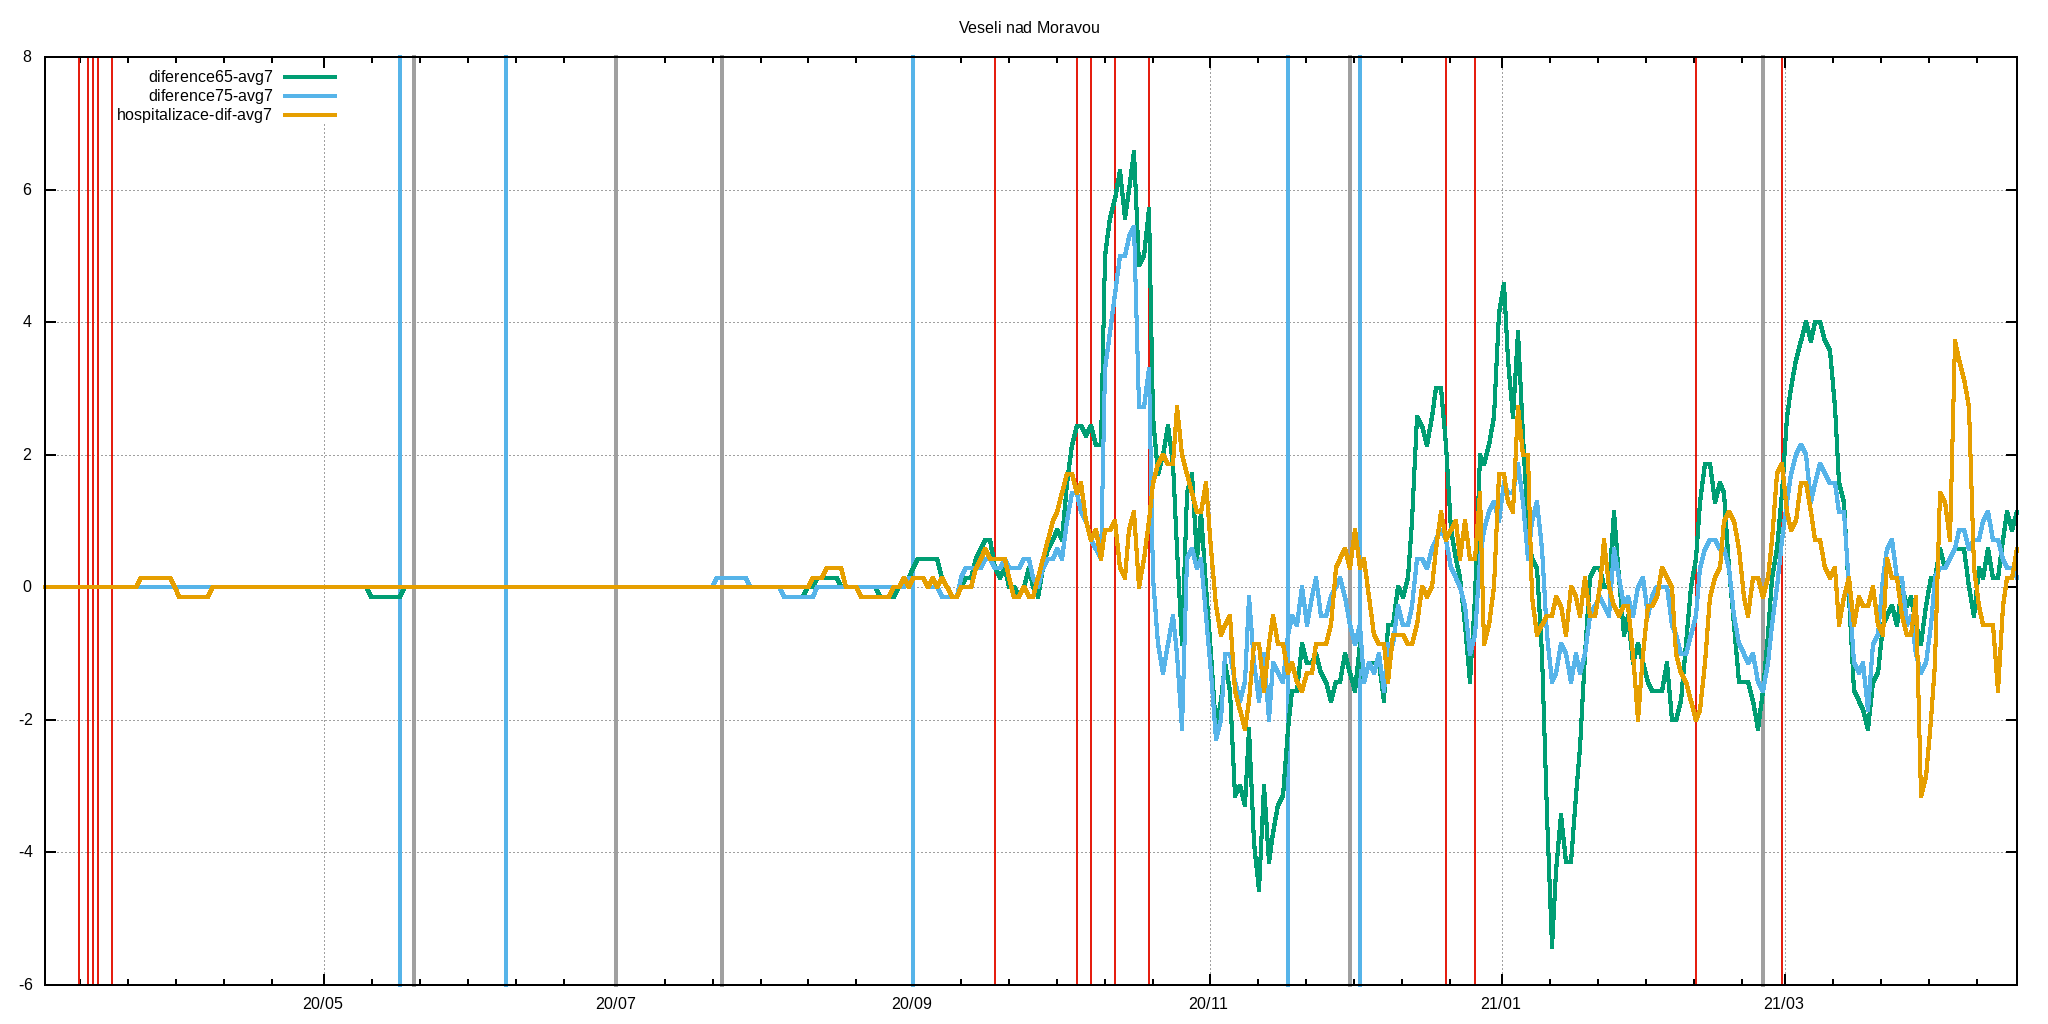 Veseli nad Moravou
8
diference65-avg7
diference75-avg7
hospitalizace-dif-avg7
6
4
2
0
-2
-4
-6
20/05 20/07 20/09 20/11 21/01 21/03